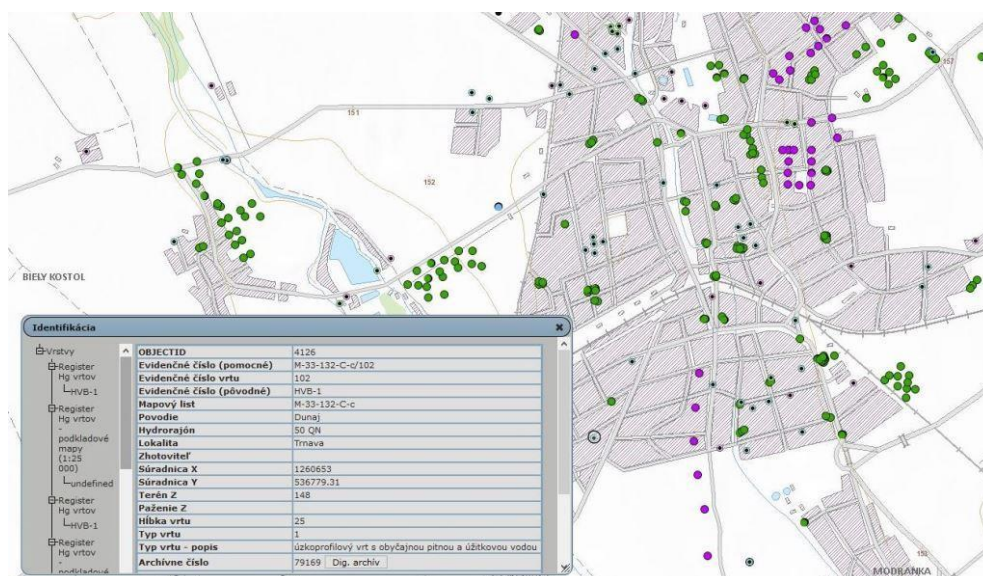 157
151
152
BIELY KOSTOL
Identifikácia
Vrstvy
Register
Hg vrtov
HVB-1
Register
Hg vrtov
-
podkladové
mapy
(1:25
000)
undefined
Register
Hg vrtov
HVB-1
Register
Hg vrtov
-
podkladové
OBJECTID 4126
Evidenčné číslo (pomocné) M-33-132-C-c/102
Evidenčné číslo vrtu 102
Evidenčné číslo (pôvodné) HVB-1
Mapový list M-33-132-C-c
Povodie Dunaj
Hydrorajón 50 QN
Lokalita Trnava
Zhotoviteľ
Súradnica X 1260653
Súradnica Y 536779.31
Terén Z 148
Paženie Z
Hĺbka vrtu 25
Typ vrtu 1
Typ vrtu - popis úzkoprofilový vrt s obyčajnou pitnou a úžitkovou vodou
Archívne číslo 79169 Dig. archív
MODRANKA